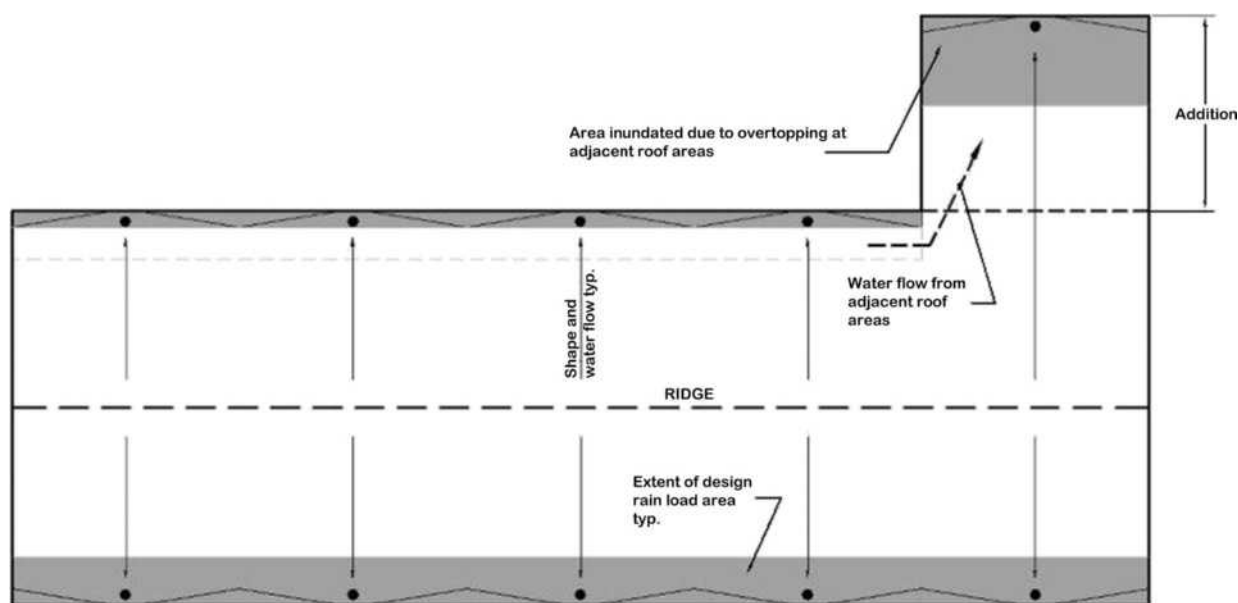 Addition
Area inundated due to overtopping at
adjacent roof areas
Water flow from
adjacent roof
areas
Shape and
water flow typ.
RIDGE
Extent of design
rain load area
typ.